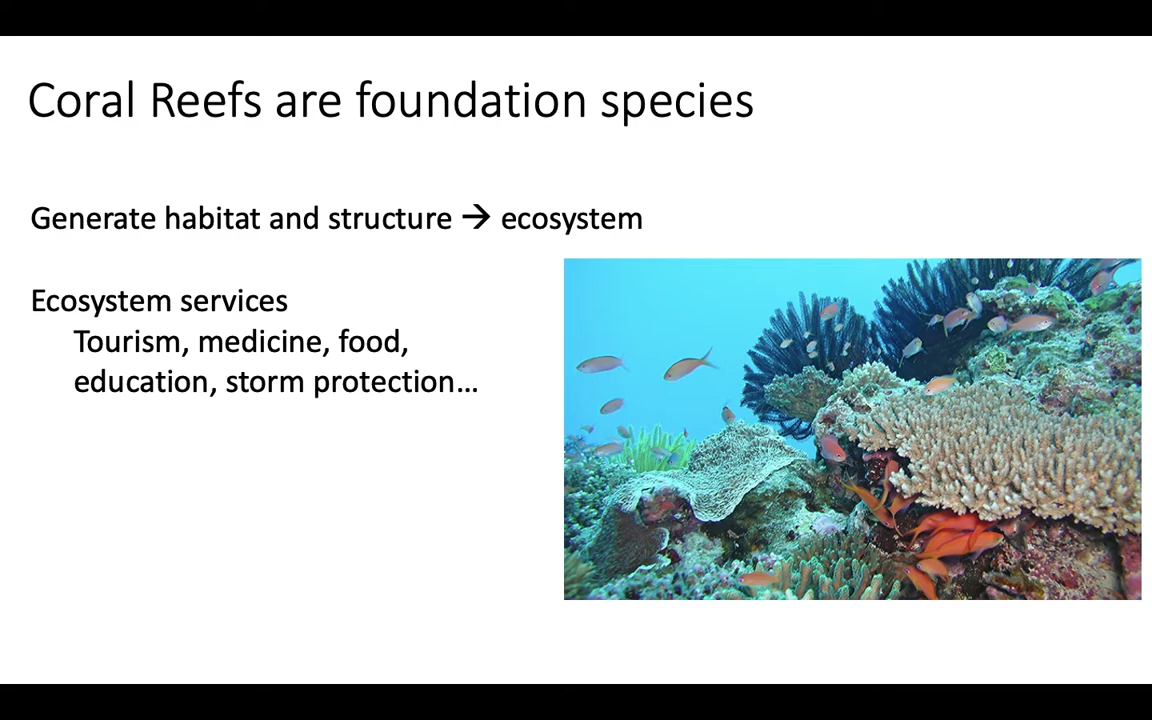 Coral Reefs are foundation species
Generate habitat and structure → ecosystem
Ecosystem services
Tourism, medicine, food,
education, storm protection…